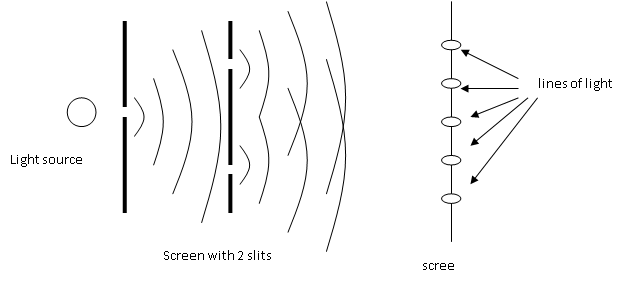 lines of light
Light source
Screen with 2 slits
scree